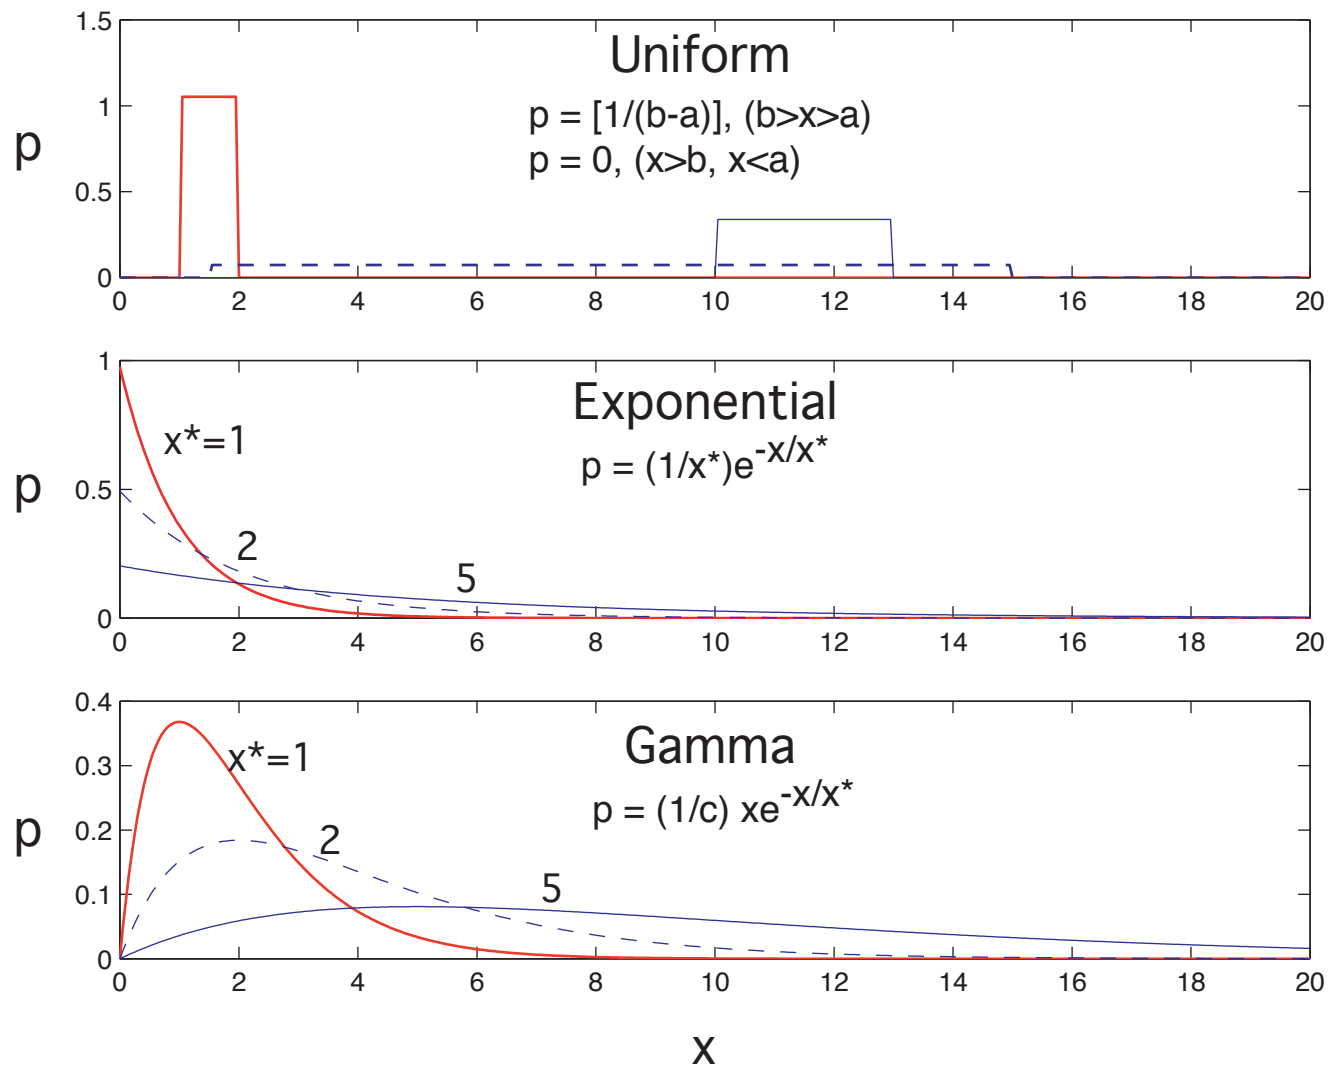 Uniform
p = [1/(b-a)], (b>x>a)
p = 0, (x>b, x<a)
p
1.5
1
0.5
0
0 2 4 6 8 10 12 14 16 18 20
Exponential
p = (1/x*)e-x/x*
x*=1
2
5
p
1
0.5
0
0 2 4 6 8 10 12 14 16 18 20
Gamma
p = (1/c) xe-x/x*
x*=1
2
5
p
0.4
0.3
0.2
0.1
0
0 2 4 6 8 10 12 14 16 18 20
x